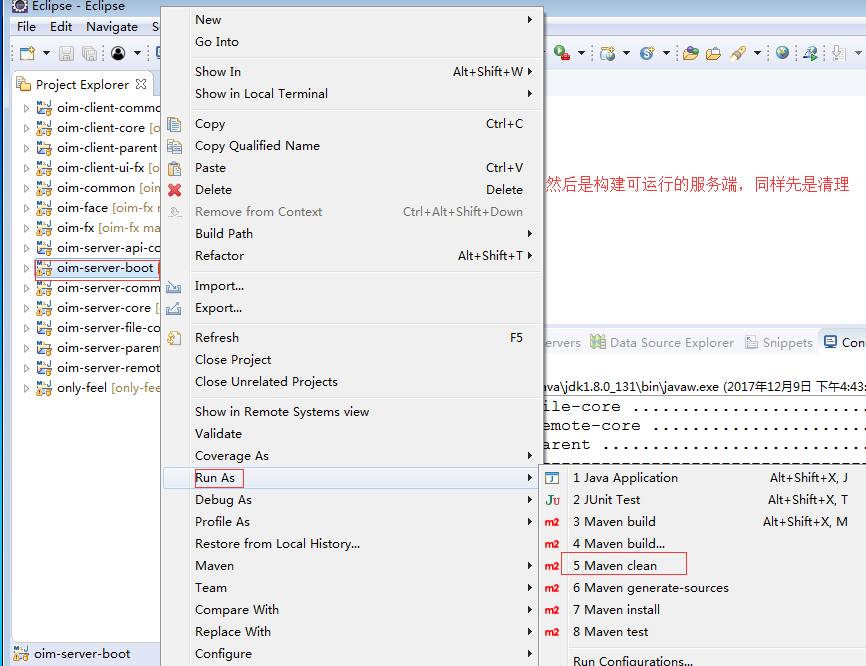 Eclipse - Eclipse
File Edit Navigate
Project Explorer
oim-client-commo
oim-client-core [o
oim-client-parent
oim-client-ui-fx [o
oim-common [oim
oim-face [oim-fx m
oim-fx [oim-fx ma
oim-server-api-co
oim-server-boot
oim-server-comm
oim-server-core [
oim-server-file-co
oim-server-paren
oim-server-remot
only-feel [only-fee
oim-server-boot
New
Go Into
Show In Alt+Shift+W
Show in Local Terminal
Copy Ctrl+C
Copy Qualified Name
Paste Ctrl+V
Delete Delete
Remove from Context Ctrl+Alt+Shift+Down
Build Path
Refactor Alt+Shift+T
Import...
Export...
Refresh F5
Close Project
Close Unrelated Projects
Show in Remote Systems view
Validate
Coverage As
Run As
Debug As
Profile As
Restore from Local History...
Maven
Team
Compare With
Replace With
Configure
然后是构建可运行的服务端，同样先是清理
ervers Data Source Explorer Snippets Con
ava\jdk1.8.0_131\bin\javaw.exe (2017年12月9日 下午4:43:
ile-core ........................
emote-core ......................
arent ...........................
1 Java Application Alt+Shift+X, J
2 JUnit Test Alt+Shift+X, T
3 Maven build Alt+Shift+X, M
4 Maven build...
5 Maven clean
6 Maven generate-sources
7 Maven install
8 Maven test
Run Configurations...